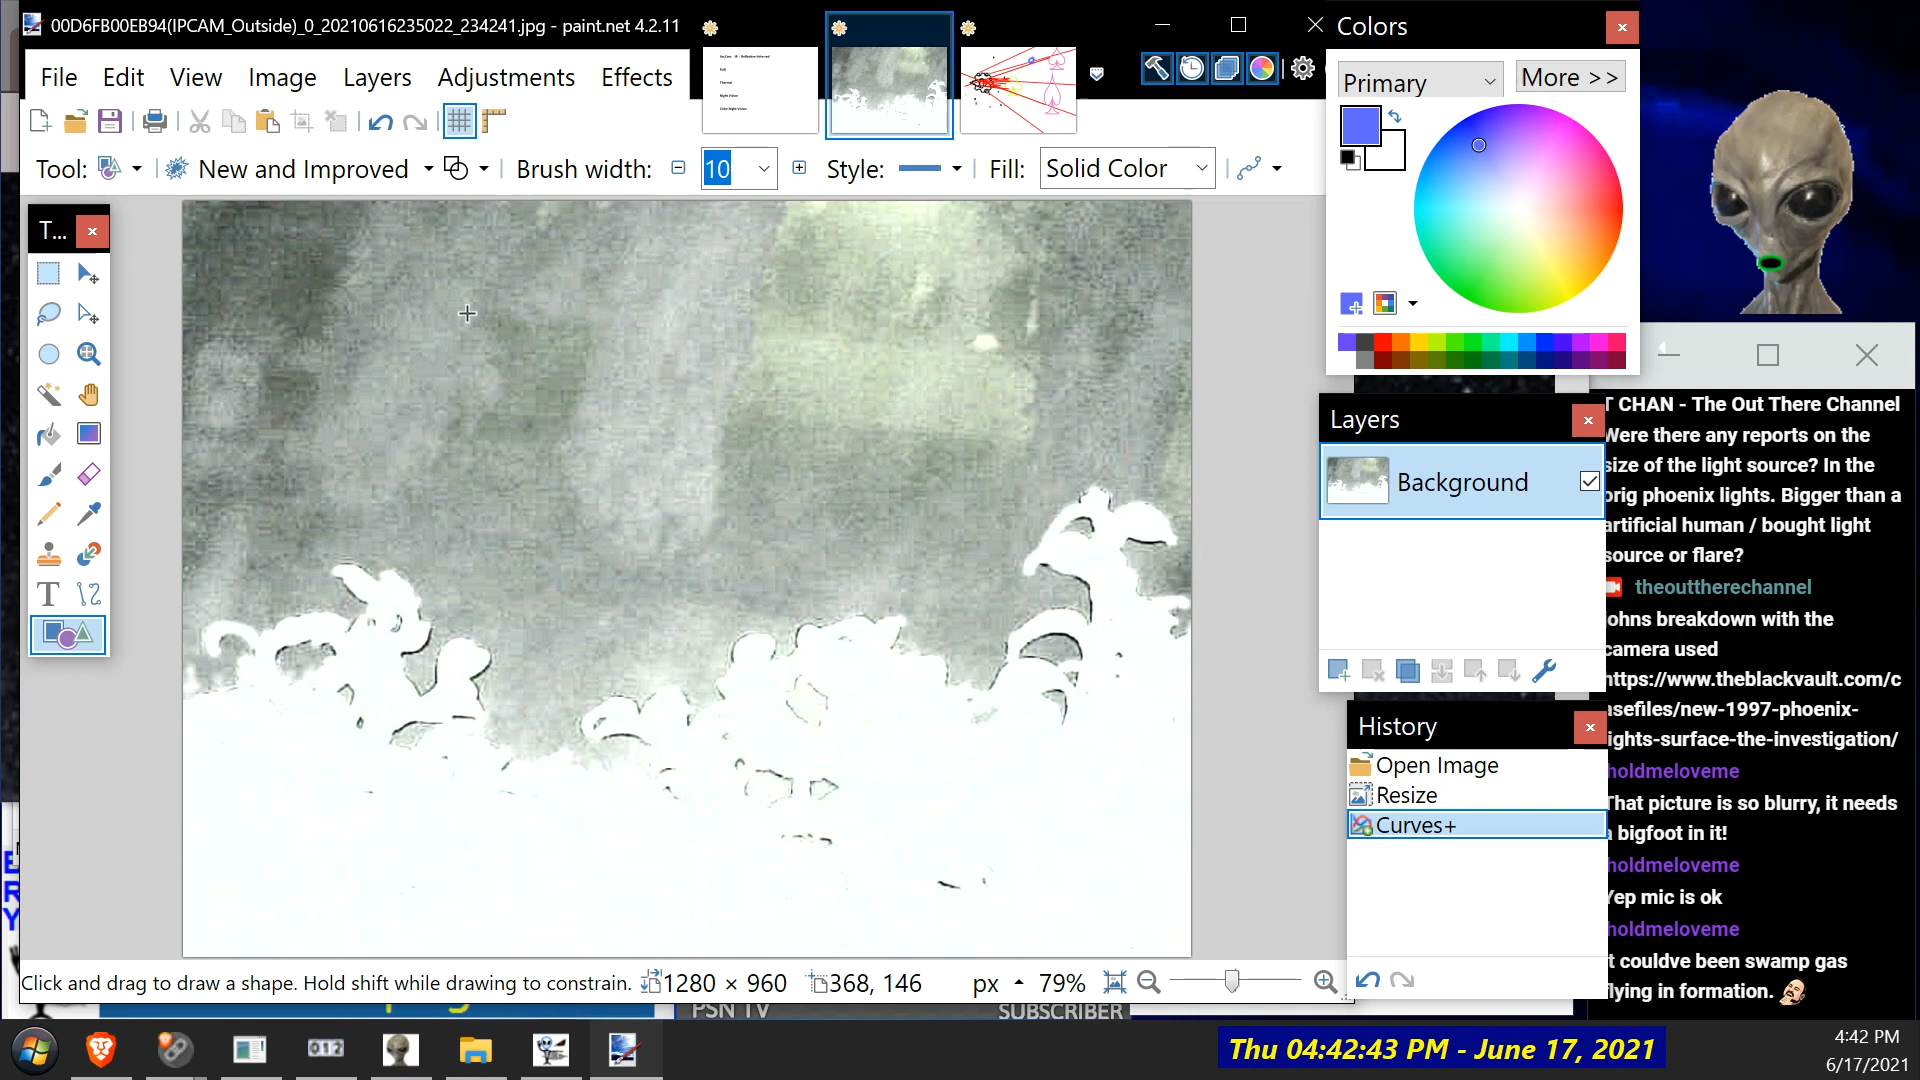 00D6FB00EB94(IPCAM_Outside)_0_20210616235022_234241.jpg - paint.net 4.2.11
File Edit View Image Layers Adjustments Effects
Tool: New and Improved Brush width: 10 Style: Fill: Solid Color
T...
Colors
Primary
More >>
Layers
Background
History
Open Image
Resize
Curves+
T CHAN - The Out There Channel
Were there any reports on the
size of the light source? In the
orig phoenix lights. Bigger than a
artificial human / bought light
source or flare?
theouttherechannel
ohns breakdown with the
camera used
https://www.theblackvault.com/c
asefiles/new-1997-phoenix-
ights-surface-the-investigation/
holdmeloveme
That picture is so blurry, it needs
a bigfoot in it!
holdmeloveme
Yep mic is ok
holdmeloveme
t couldve been swamp gas
flying in formation.
Click and drag to draw a shape. Hold shift while drawing to constrain. 1280 × 960 368, 146 px 79%
PSN TV
SUBSCRIBER
012
Thu 04:42:43 PM - June 17, 2021
4:42 PM
6/17/2021